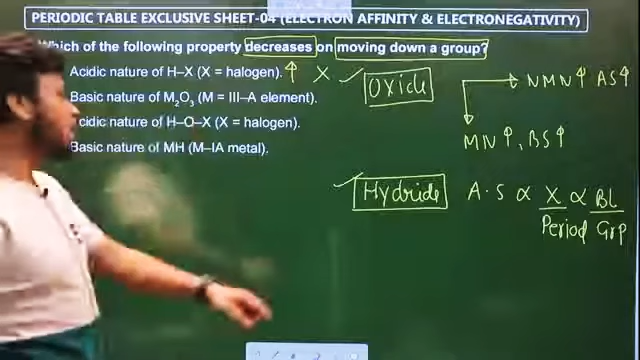 PERIODIC TABLE EXCLUSIVE SHEET-04 (ELECTRON AFFINITY & ELECTRONEGATIVITY)
Which of the following property decreases on moving down a group?
Acidic nature of H–X (X = halogen). ↑ X
Basic nature of M₂O₃ (M = III–A element).
Acidic nature of H–O–X (X = halogen).
Basic nature of MH (M–IA metal).
✓ Oxide
NMN↑ AS↑
MN↑, BS↑
✓ Hydride A·S ∝ X ∝ BL
Period Grp